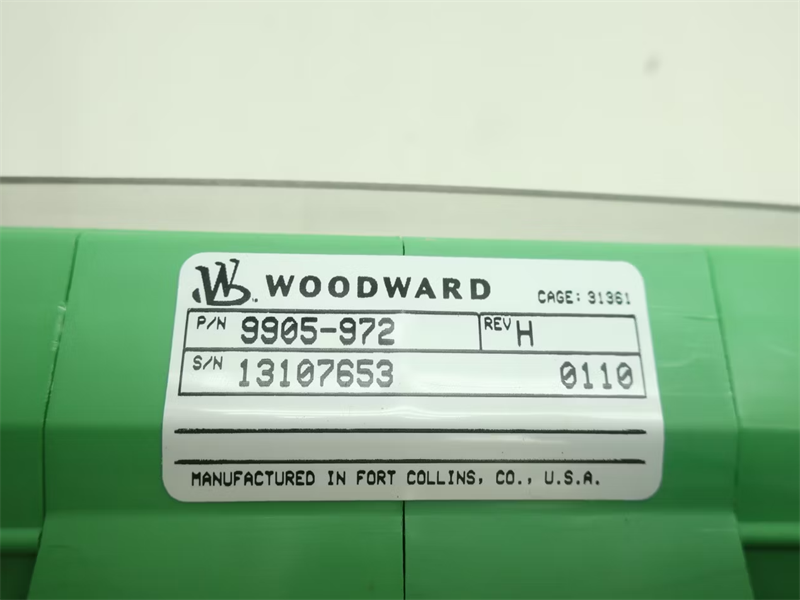 WOODWARD CAGE: 31361
P/N 9905-972 REV H
S/N 13107653 0110
MANUFACTURED IN FORT COLLINS, CO., U.S.A.